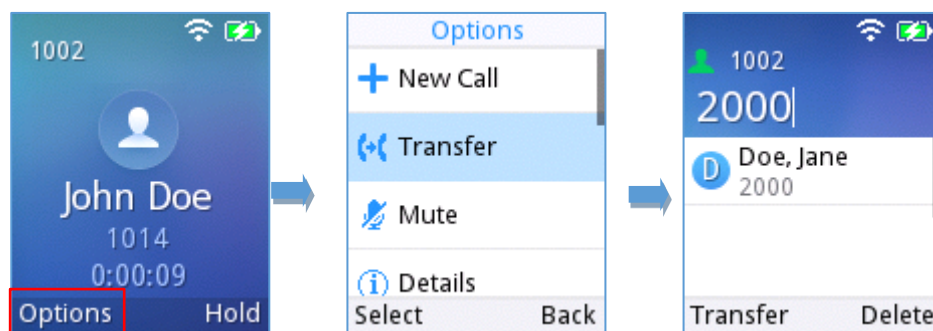 1002
John Doe
1014
0:00:09
Options Hold
Options
New Call
Transfer
Mute
Details
Select Back
1002
2000
D Doe, Jane
2000
Transfer Delete